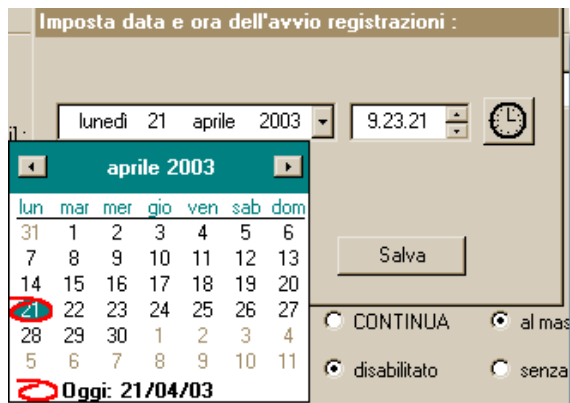 Imposta data e ora dell'avvio registrazioni :
il :
lunedì 21 aprile 2003
9.23.21
aprile 2003
lun mar mer gio ven sab dom
31 1 2 3 4 5 6
7 8 9 10 11 12 13
14 15 16 17 18 19 20
21 22 23 24 25 26 27
28 29 30 1 2 3 4
5 6 7 8 9 10 11
Oggi: 21/04/03
Salva
CONTINUA al mas
disabilitato senza